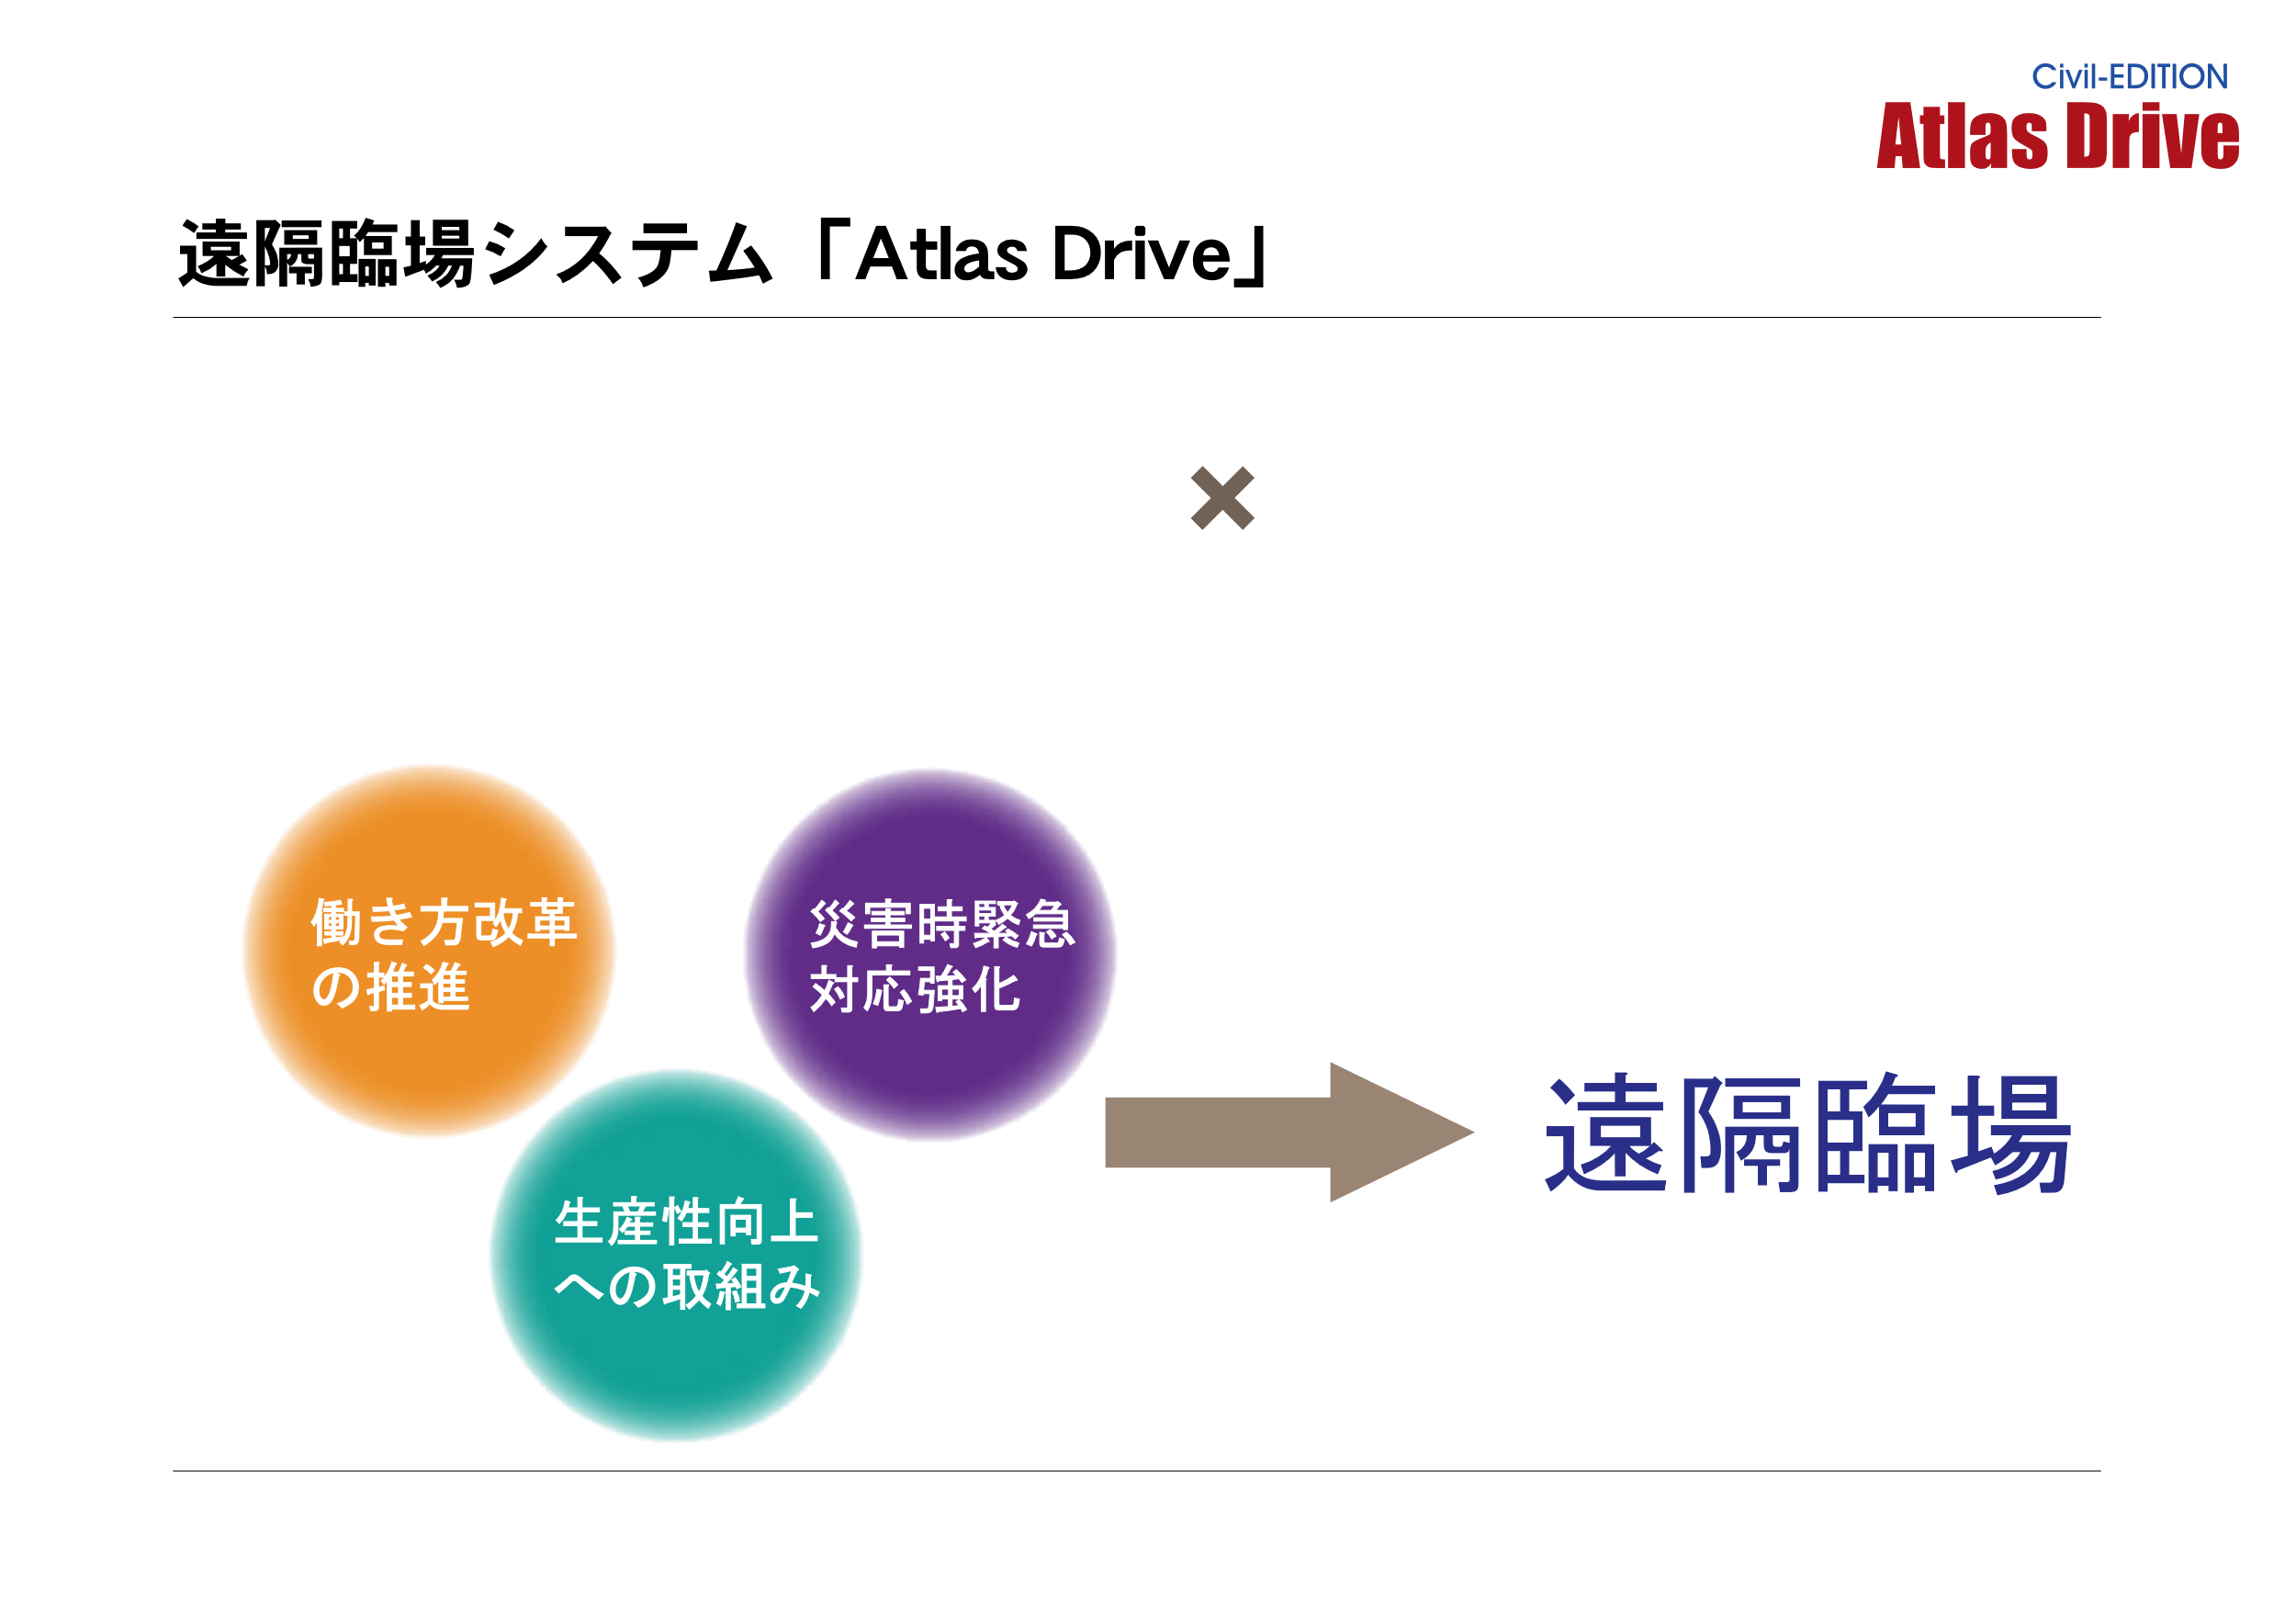 Civil-EDITION
Atlas Drive
遠隔臨場システム「Atlas Drive」
×
働き方改革
の推進
災害時緊急
対応強化
生産性向上
への取組み
遠隔臨場